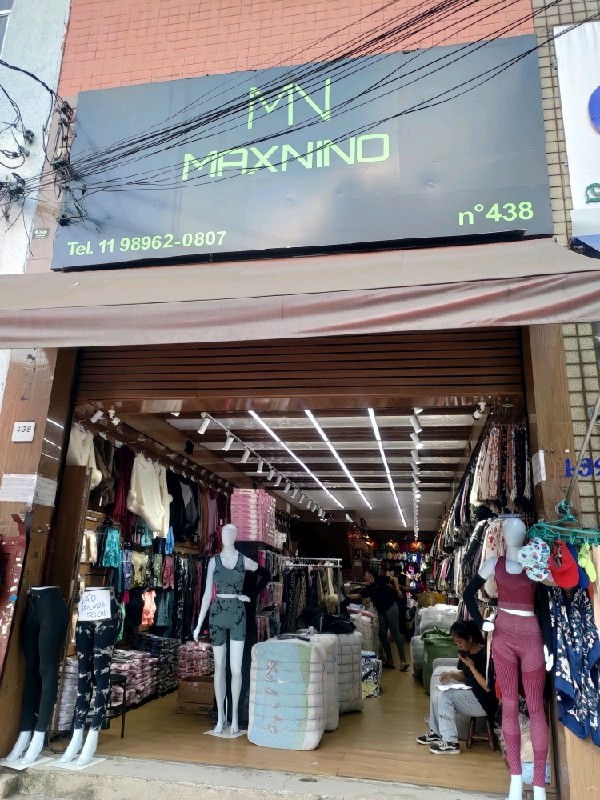 MN
MAXNINO
n°438
Tel. 11 98962-0807
438